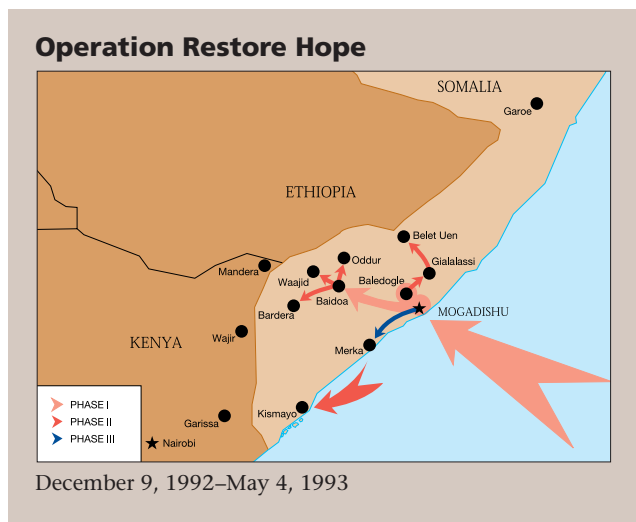 Operation Restore Hope
SOMALIA
Garoe
ETHIOPIA
Belet Uen
Oddur
Gialalassi
Mandera
Waajid
Baledogle
Baidoa
Bardera
MOGADISHU
KENYA
Wajir
Merka
PHASE I
PHASE II
PHASE III
Kismayo
Garissa
Nairobi
December 9, 1992–May 4, 1993